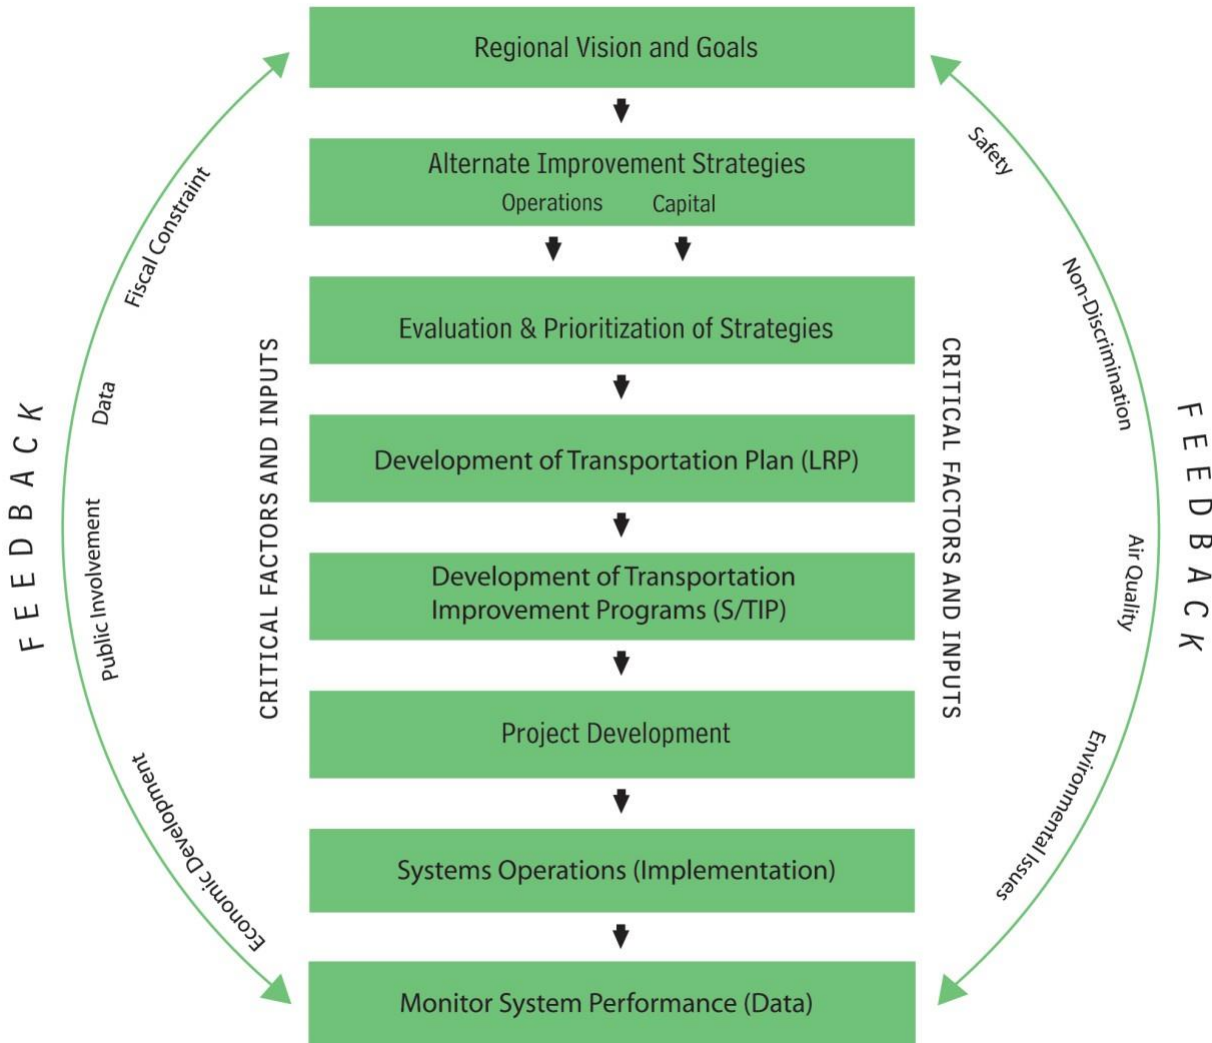 Regional Vision and Goals
Alternate Improvement Strategies
Operations Capital
Evaluation & Prioritization of Strategies
Development of Transportation Plan (LRP)
Development of Transportation
Improvement Programs (S/TIP)
Project Development
Systems Operations (Implementation)
Monitor System Performance (Data)
FEEDBACK
Fiscal Constraint
Data
Public Involvement
Economic Development
CRITICAL FACTORS AND INPUTS
CRITICAL FACTORS AND INPUTS
Safety
Non-Discrimination
Air Quality
Environmental Issues
FEEDBACK